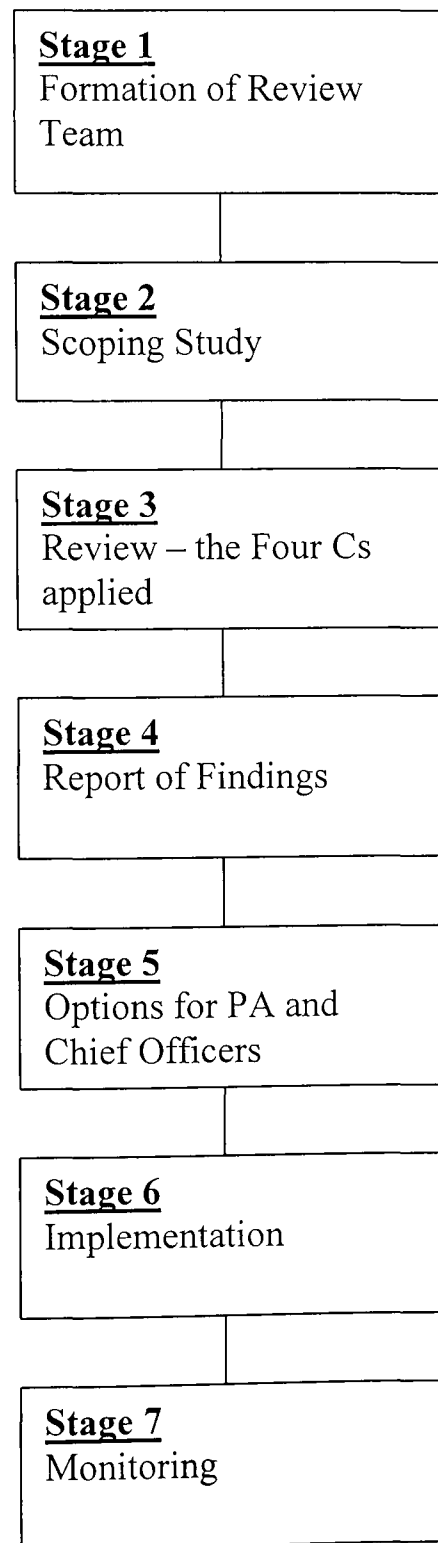 Stage 1
Formation of Review
Team
Stage 2
Scoping Study
Stage 3
Review – the Four Cs
applied
Stage 4
Report of Findings
Stage 5
Options for PA and
Chief Officers
Stage 6
Implementation
Stage 7
Monitoring